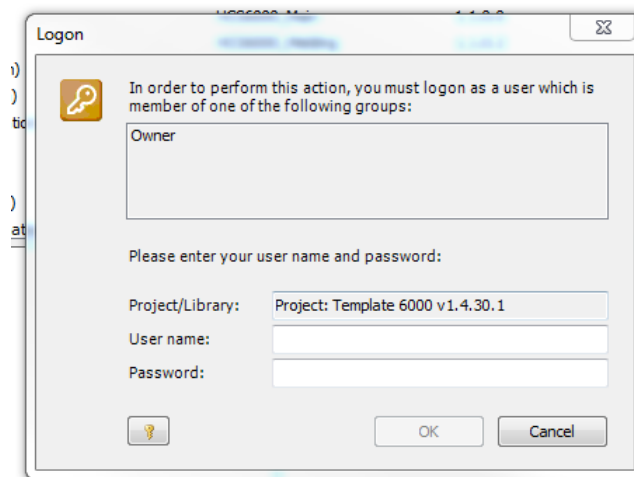 Logon
In order to perform this action, you must logon as a user which is
member of one of the following groups:
Owner
Please enter your user name and password:
Project/Library:
Project: Template 6000 v1.4.30.1
User name:
Password:
OK
Cancel